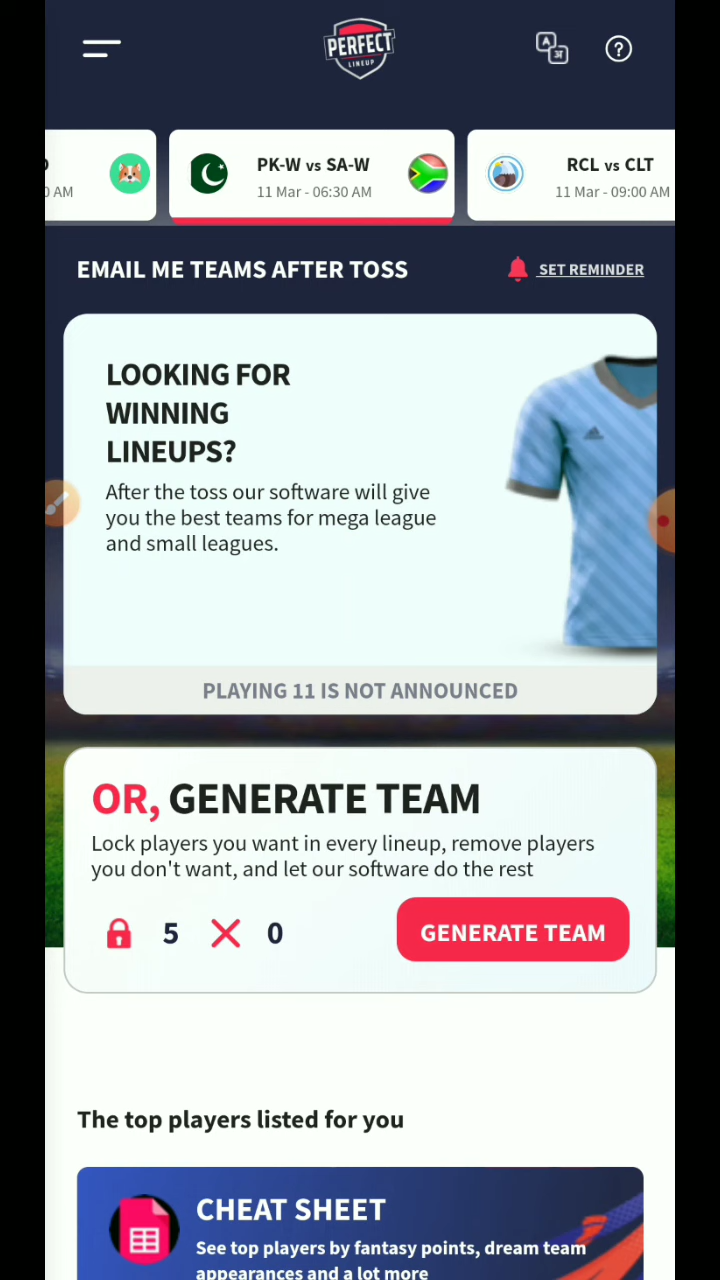 PERFECT
LINEUP
A
अ
?
0 AM
PK-W vs SA-W
11 Mar - 06:30 AM
RCL vs CLT
11 Mar - 09:00 AM
EMAIL ME TEAMS AFTER TOSS
SET REMINDER
LOOKING FOR
WINNING
LINEUPS?
After the toss our software will give
you the best teams for mega league
and small leagues.
PLAYING 11 IS NOT ANNOUNCED
OR, GENERATE TEAM
Lock players you want in every lineup, remove players
you don't want, and let our software do the rest
5
0
GENERATE TEAM
The top players listed for you
CHEAT SHEET
See top players by fantasy points, dream team
appearances and a lot more